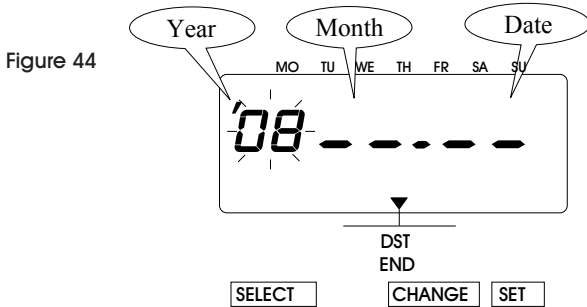 Year Month Date
Figure 44
MO TU WE TH FR SA SU
'08 -- -- . -- --
DST
END
SELECT CHANGE SET